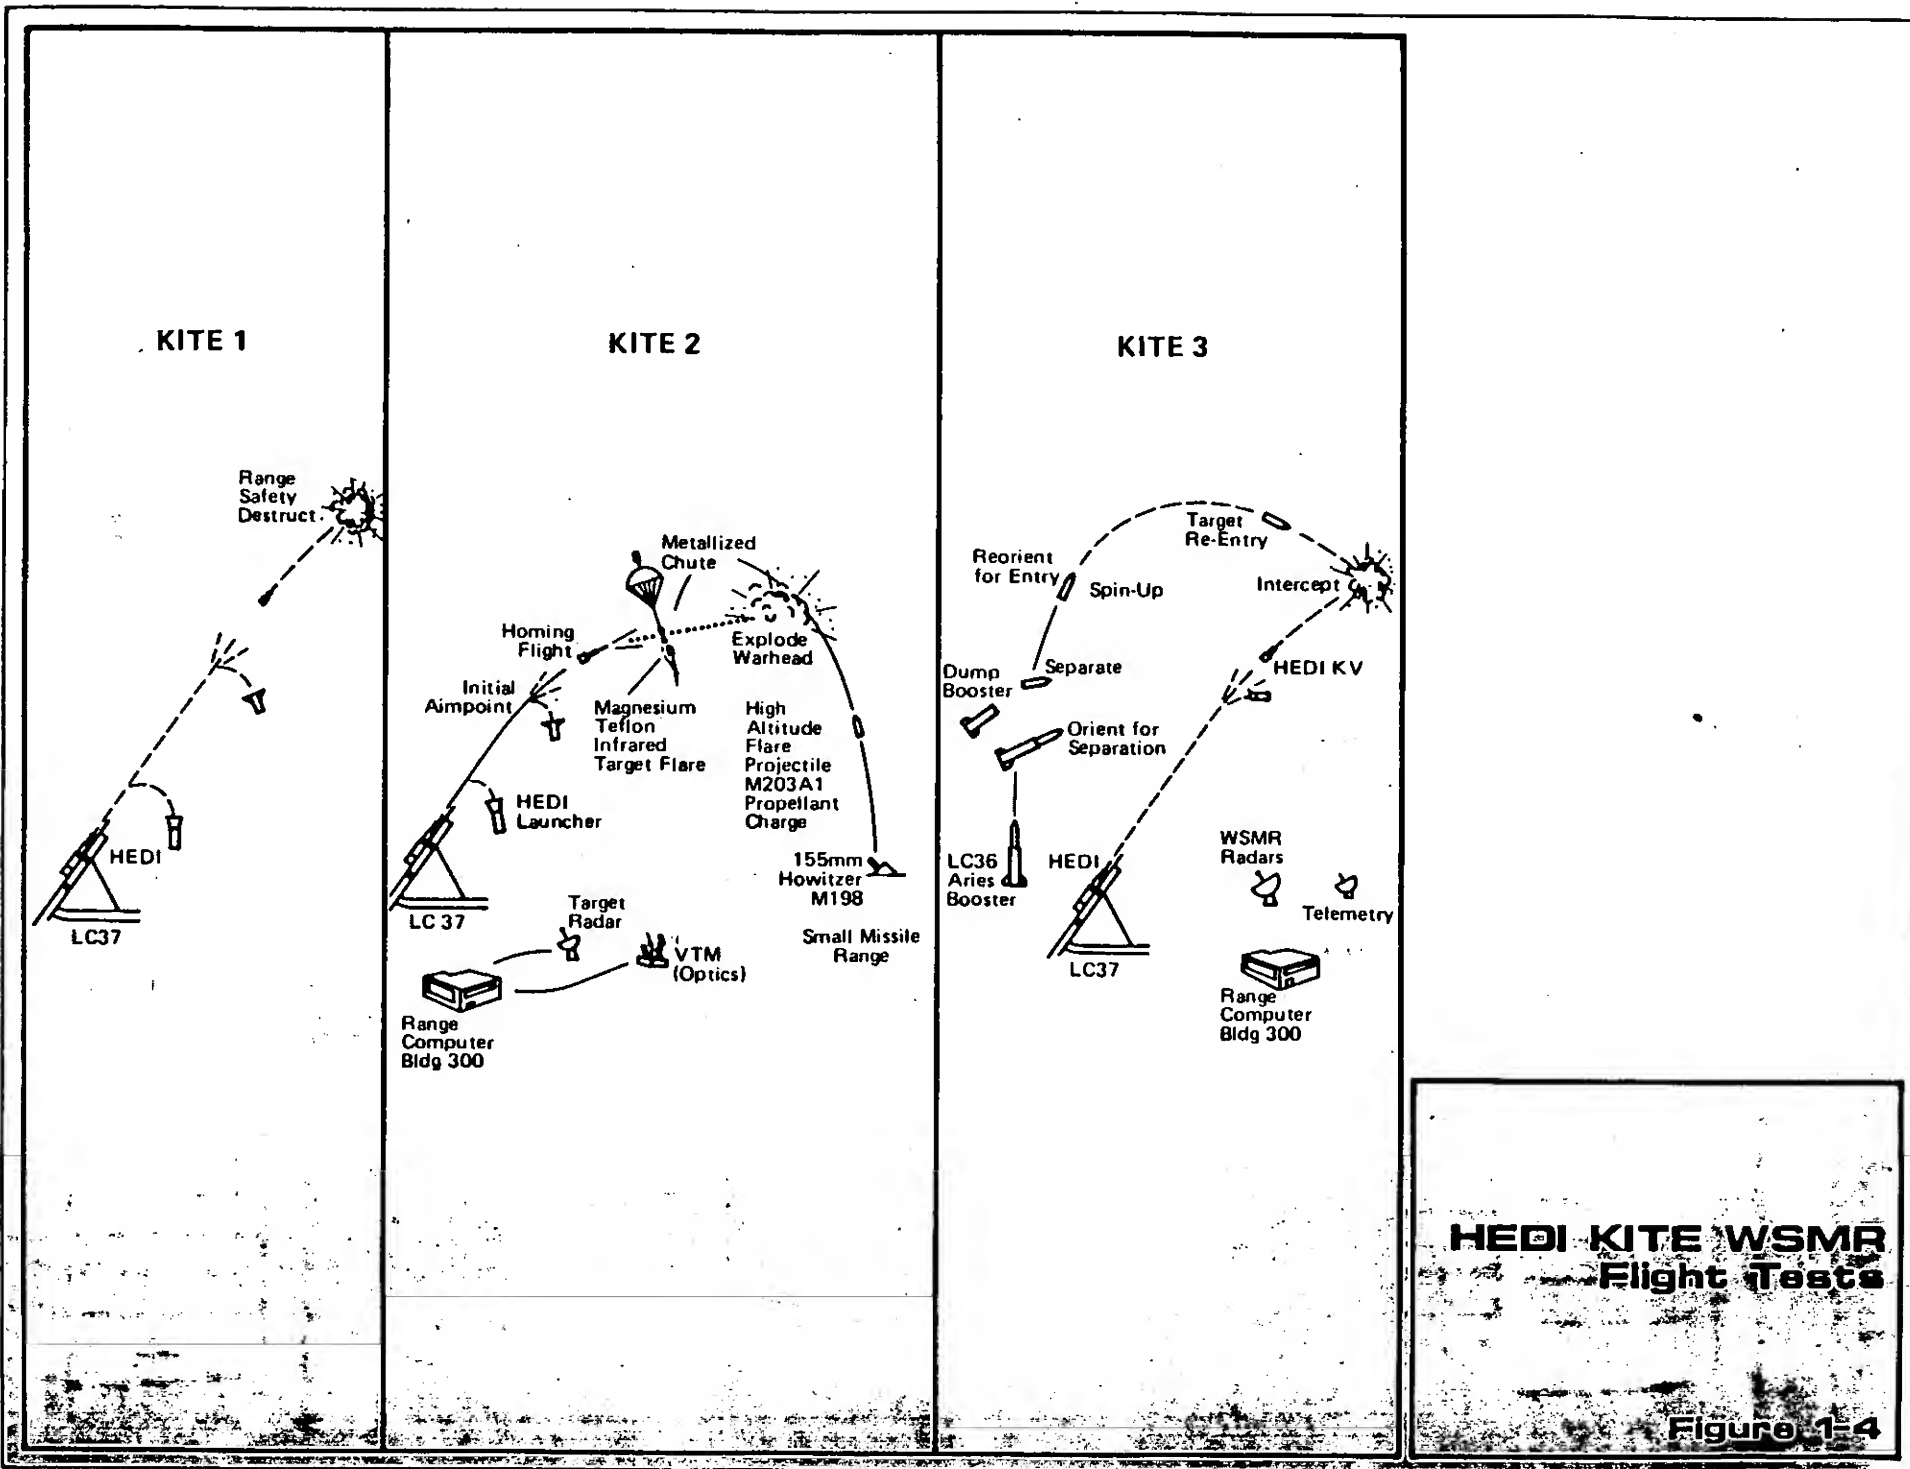 KITE 1
Range
Safety
Destruct
HEDI
LC37
KITE 2
Metallized
Chute
Homing
Flight
Explode
Warhead
Initial
Aimpoint
Magnesium
Teflon
Infrared
Target Flare
High
Altitude
Flare
Projectile
M203A1
Propellant
Charge
HEDI
Launcher
155mm
Howitzer
M198
LC 37
Target
Radar
VTM
(Optics)
Small Missile
Range
Range
Computer
Bldg 300
KITE 3
Target
Re-Entry
Reorient
for Entry
Spin-Up
Intercept
Separate
HEDI KV
Dump
Booster
Orient for
Separation
WSMR
Radars
LC36
Aries
Booster
HEDI
Telemetry
LC37
Range
Computer
Bldg 300
HEDI KITE WSMR
Flight Tests
Figure 1-4